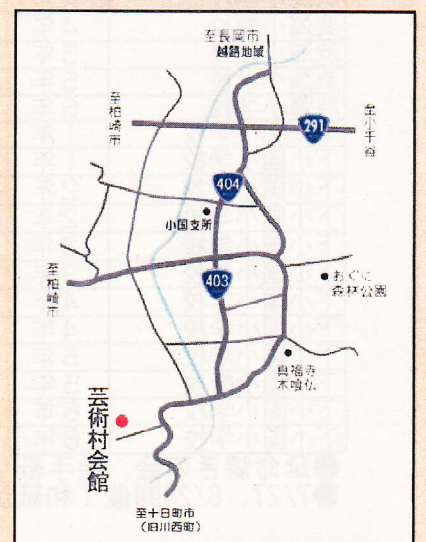 至長岡市
越路地域
至柏崎市
291
至小千谷
404
小国支所
至柏崎市
403
おぐに
森林公園
真福寺
木喰仏
芸術村会館
至十日町市
(旧川西町)